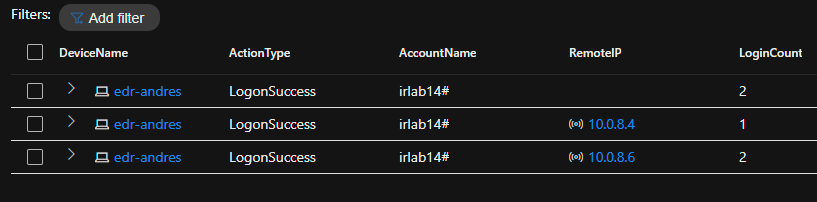 Filters: Add filter
DeviceName ActionType AccountName RemoteIP LoginCount
edr-andres LogonSuccess irlab14# 2
edr-andres LogonSuccess irlab14# 10.0.8.4 1
edr-andres LogonSuccess irlab14# 10.0.8.6 2